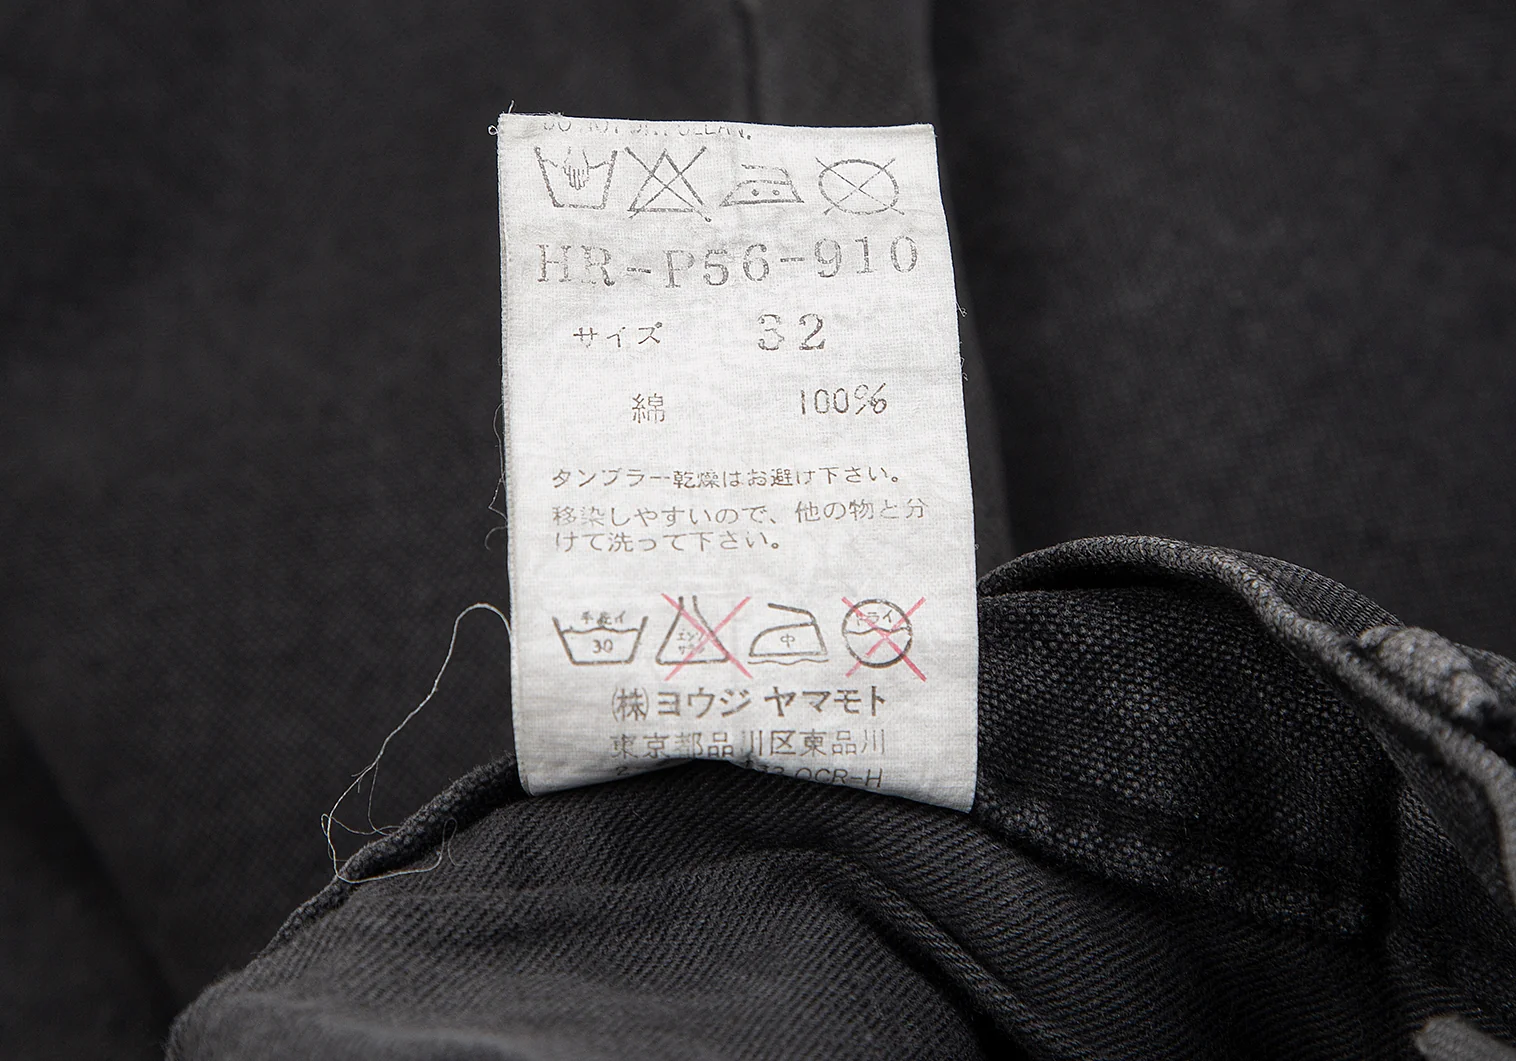 HR-P56-910
サイズ 32
綿 100%
タンブラー乾燥はお避け下さい。
移染しやすいので、他の物と分
けて洗って下さい。
手洗イ 30 中 ドライ
㈱ヨウジ ヤマモト
東京都品川区東品川
OCR-H